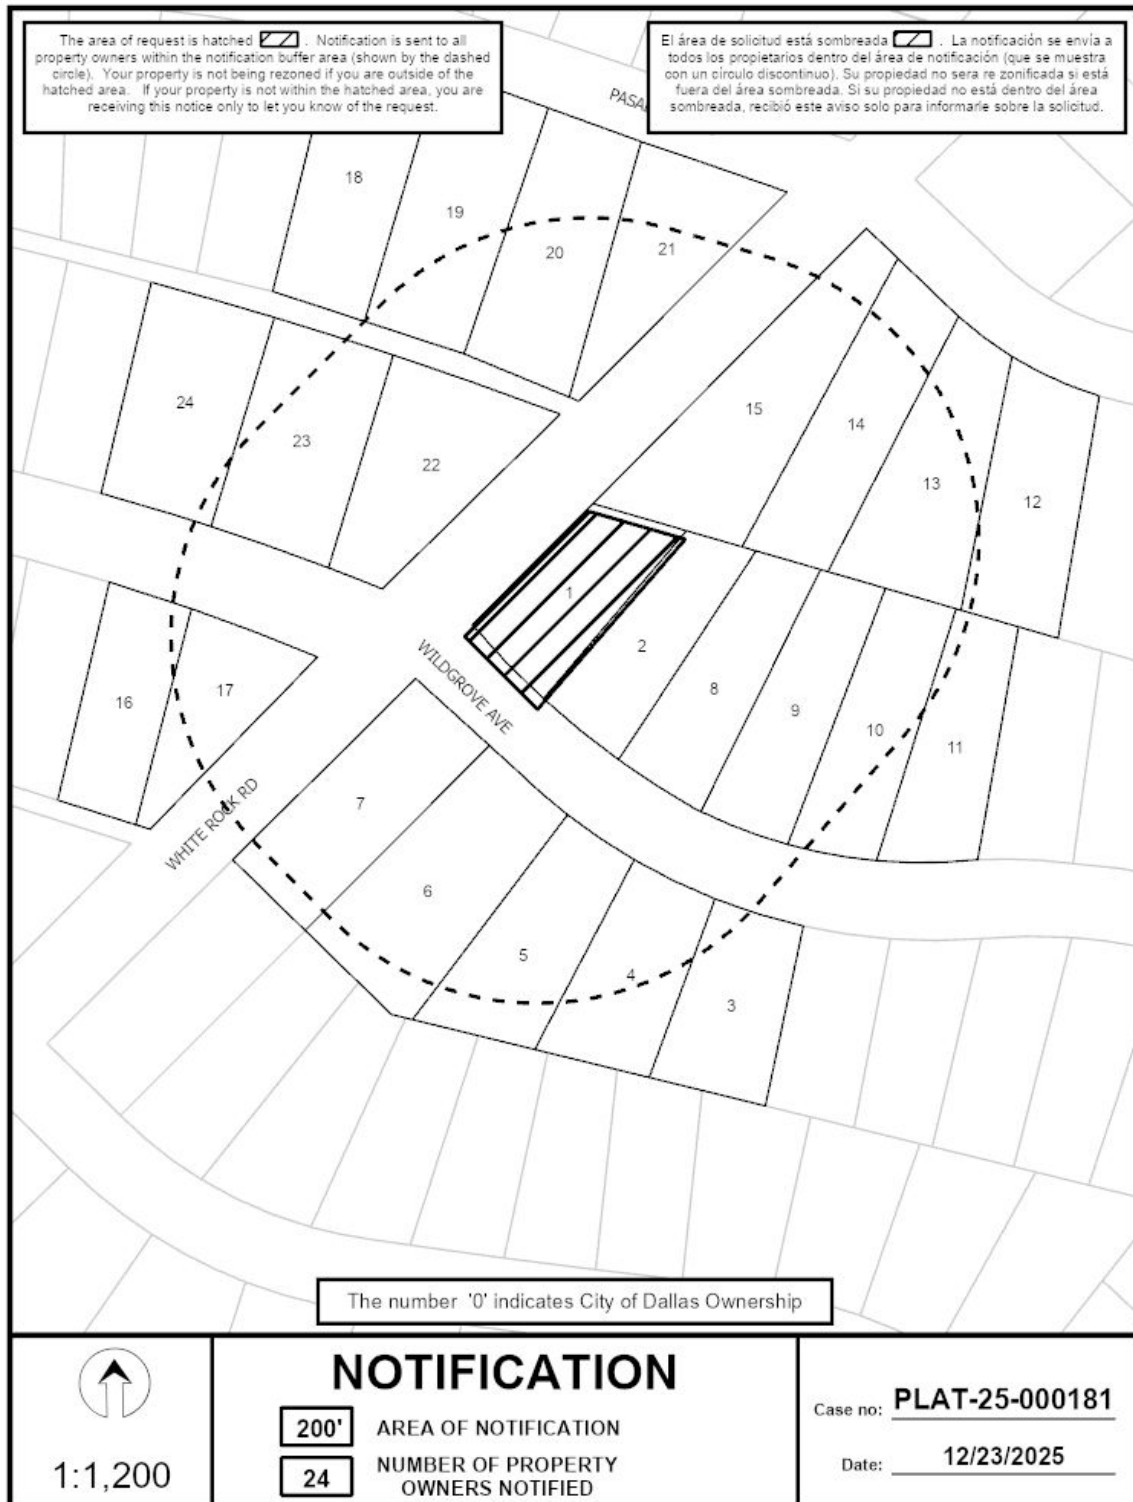 The area of request is hatched . Notification is sent to all
property owners within the notification buffer area (shown by the dashed
circle). Your property is not being rezoned if you are outside of the
hatched area. If your property is not within the hatched area, you are
receiving this notice only to let you know of the request.
El área de solicitud está sombreada . La notificación se envía a
todos los propietarios dentro del área de notificación (que se muestra
con un círculo discontinuo). Su propiedad no sera re zonificada si está
fuera del área sombreada. Si su propiedad no está dentro del área
sombreada, recibió este aviso solo para informarle sobre la solicitud.
18
19
20
21
24
23
22
15
14
13
12
1
2
8
9
10
11
16
17
WILDGROVE AVE
WHITE ROCK RD
7
6
5
4
3
The number '0' indicates City of Dallas Ownership
1:1,200
NOTIFICATION
200' AREA OF NOTIFICATION
24 NUMBER OF PROPERTY
OWNERS NOTIFIED
Case no: PLAT-25-000181
Date: 12/23/2025